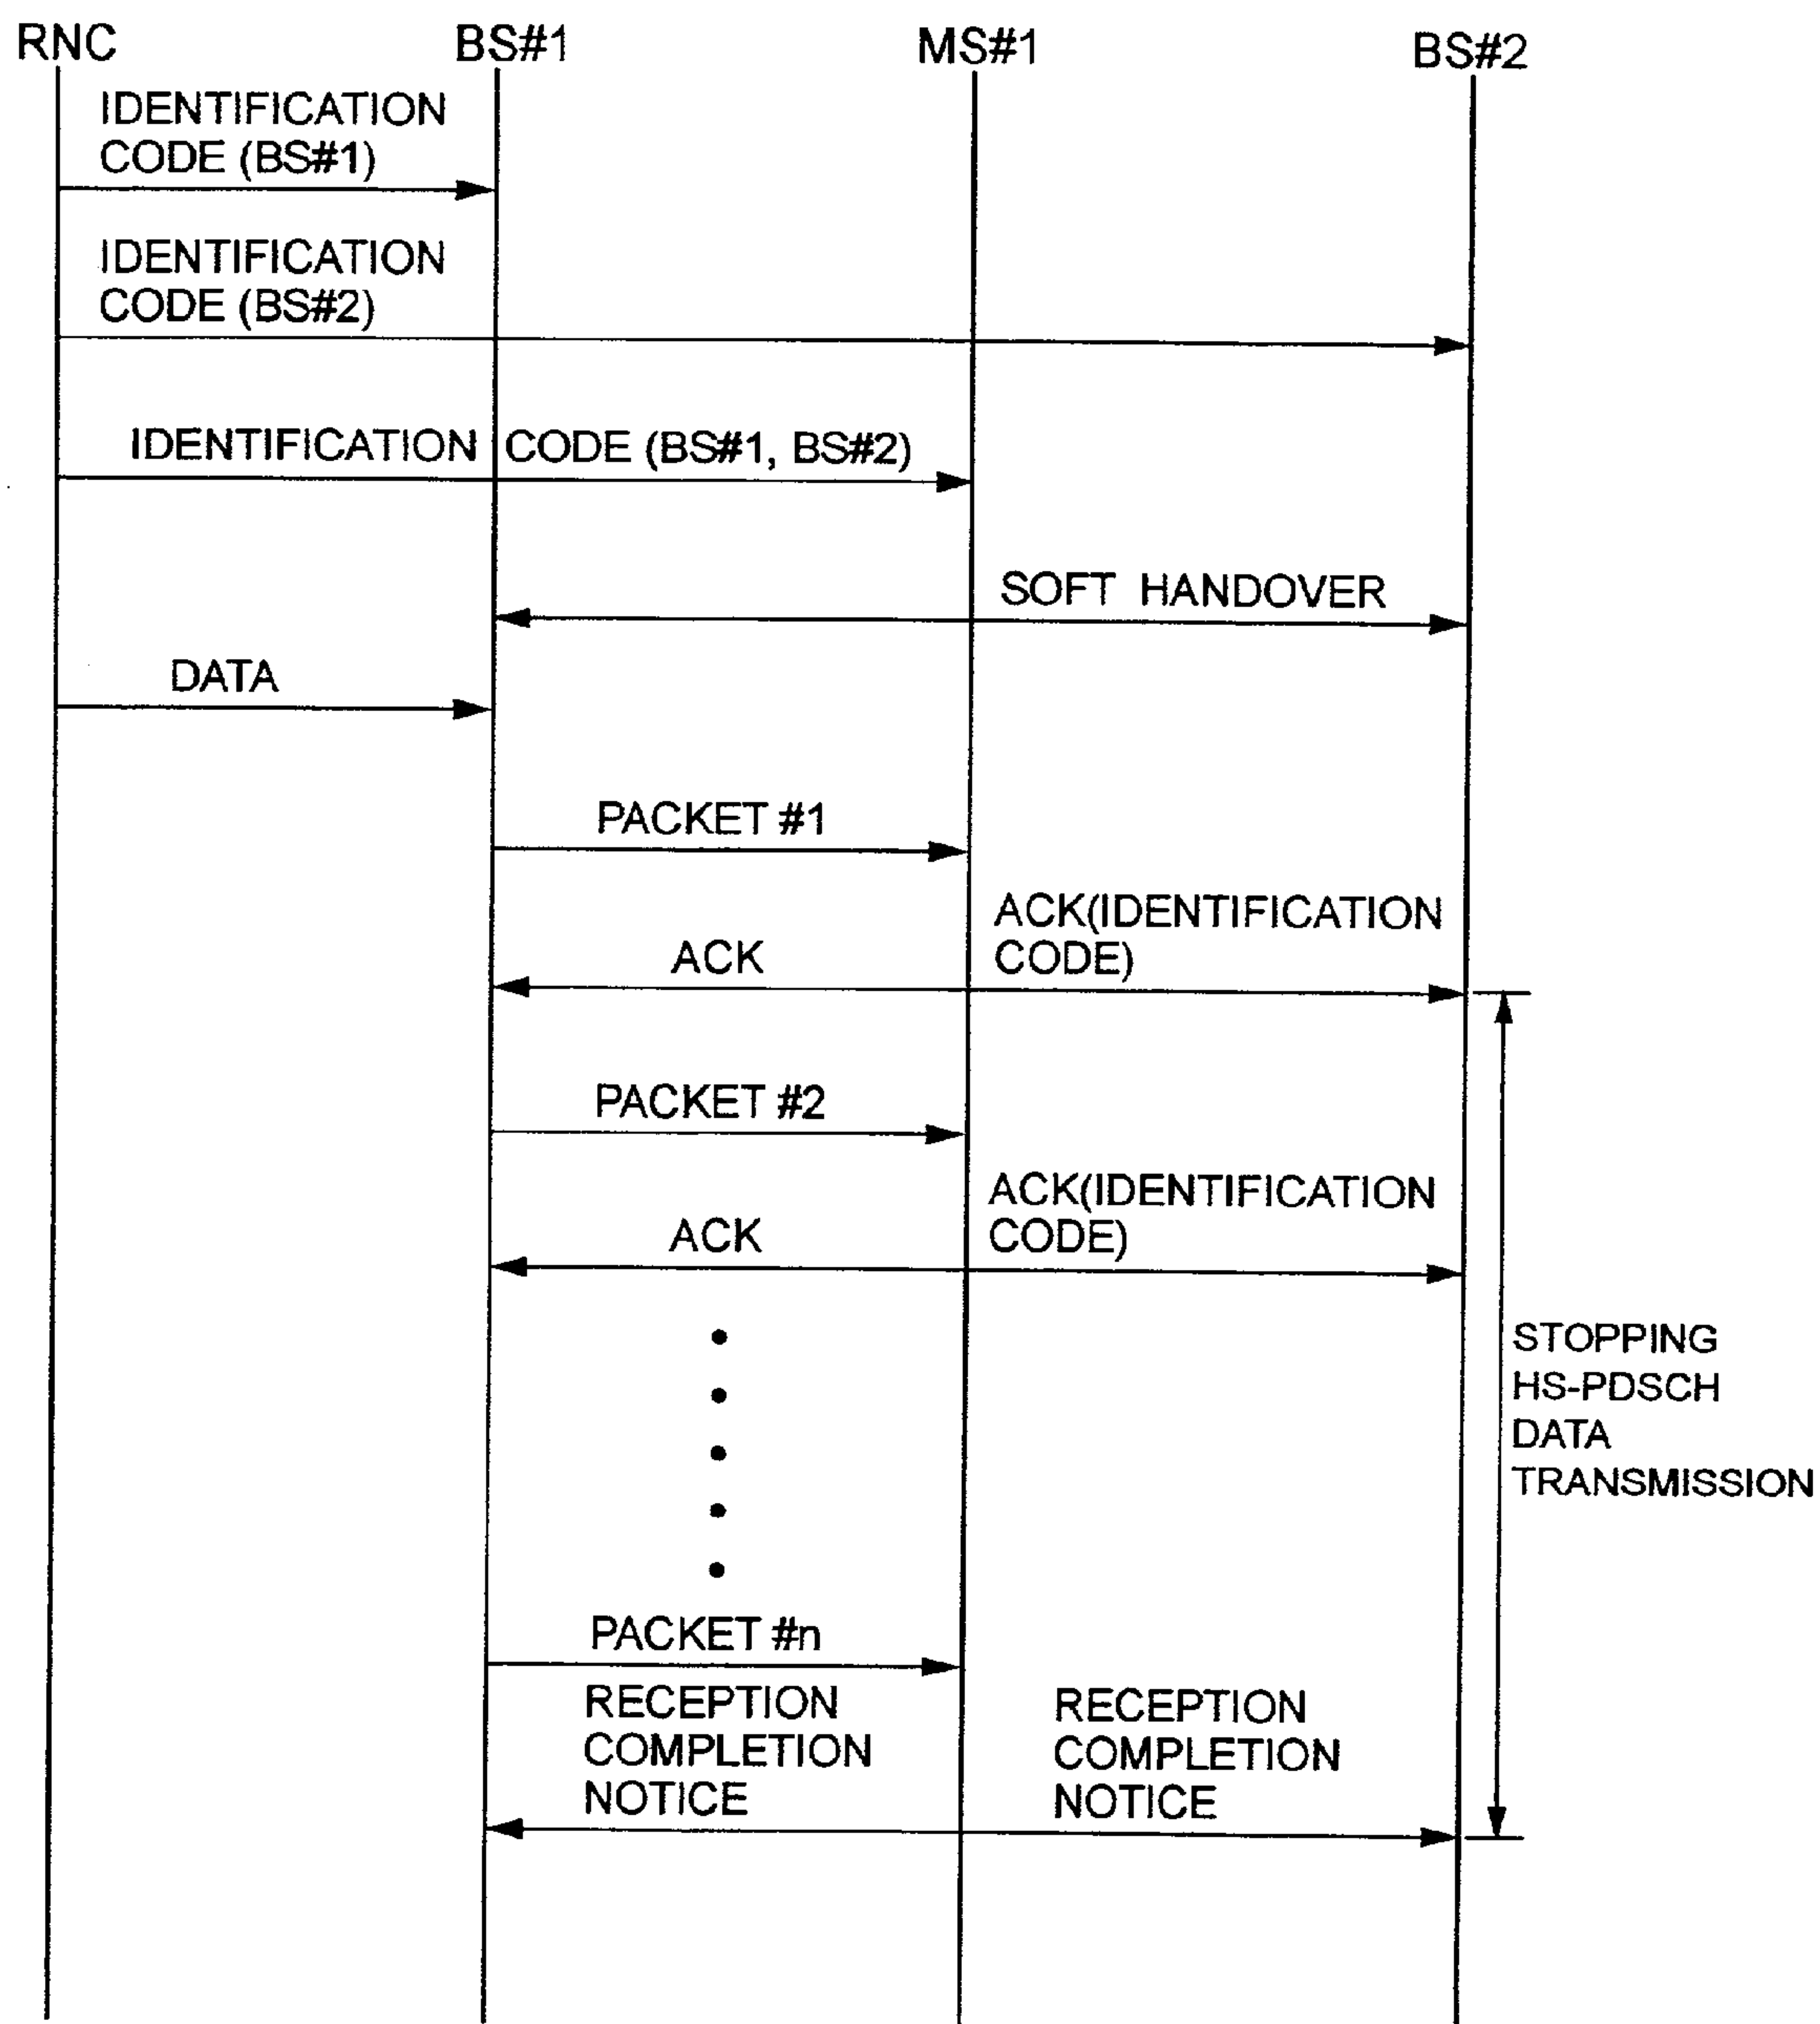 RNC BS#1 MS#1 BS#2
IDENTIFICATION
CODE (BS#1)
IDENTIFICATION
CODE (BS#2)
IDENTIFICATION CODE (BS#1, BS#2)
SOFT HANDOVER
DATA
PACKET #1
ACK
ACK(IDENTIFICATION
CODE)
PACKET #2
ACK
ACK(IDENTIFICATION
CODE)
STOPPING
HS-PDSCH
DATA
TRANSMISSION
PACKET #n
RECEPTION
COMPLETION
NOTICE
RECEPTION
COMPLETION
NOTICE